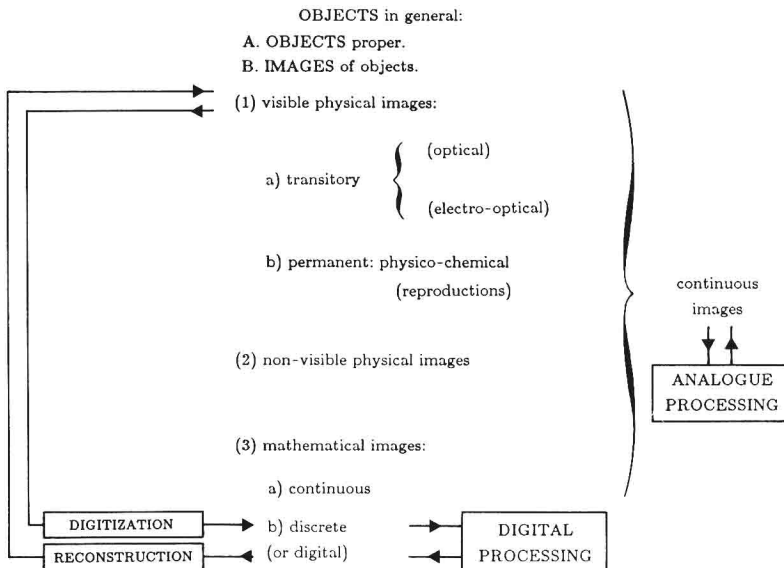 OBJECTS in general:
A. OBJECTS proper.
B. IMAGES of objects.
(1) visible physical images:
a) transitory
(optical)
(electro-optical)
b) permanent: physico-chemical
(reproductions)
(2) non-visible physical images
(3) mathematical images:
a) continuous
b) discrete
(or digital)
DIGITIZATION
RECONSTRUCTION
DIGITAL
PROCESSING
continuous
images
ANALOGUE
PROCESSING